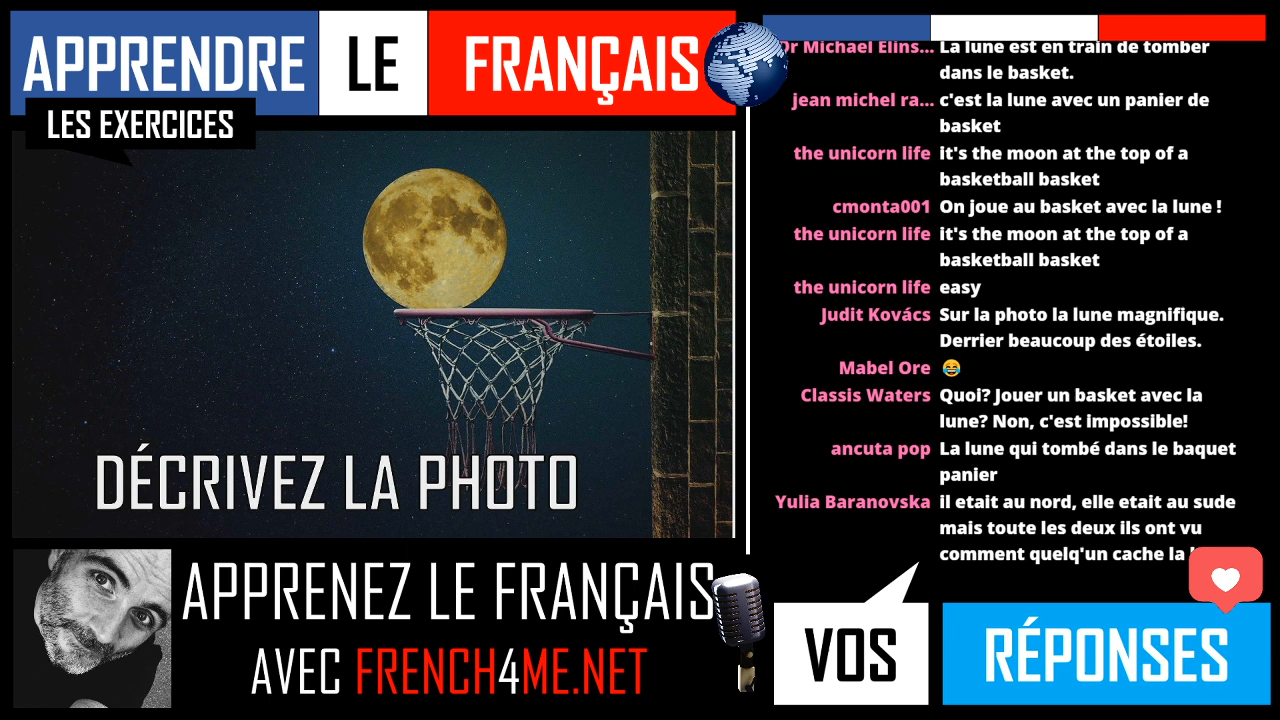 APPRENDRE LE FRANÇAIS
LES EXERCICES
DÉCRIVEZ LA PHOTO
APPRENEZ LE FRANÇAIS
AVEC FRENCH4ME.NET
Dr Michael Elins... La lune est en train de tomber
dans le basket.
jean michel ra... c'est la lune avec un panier de
basket
the unicorn life it's the moon at the top of a
basketball basket
cmonta001 On joue au basket avec la lune !
the unicorn life it's the moon at the top of a
basketball basket
the unicorn life easy
Judit Kovács Sur la photo la lune magnifique.
Derrier beaucoup des étoiles.
Mabel Ore 😂
Classis Waters Quoi? Jouer un basket avec la
lune? Non, c'est impossible!
ancuta pop La lune qui tombé dans le baquet
panier
Yulia Baranovska il etait au nord, elle etait au sude
mais toute les deux ils ont vu
comment quelq'un cache la
VOS RÉPONSES